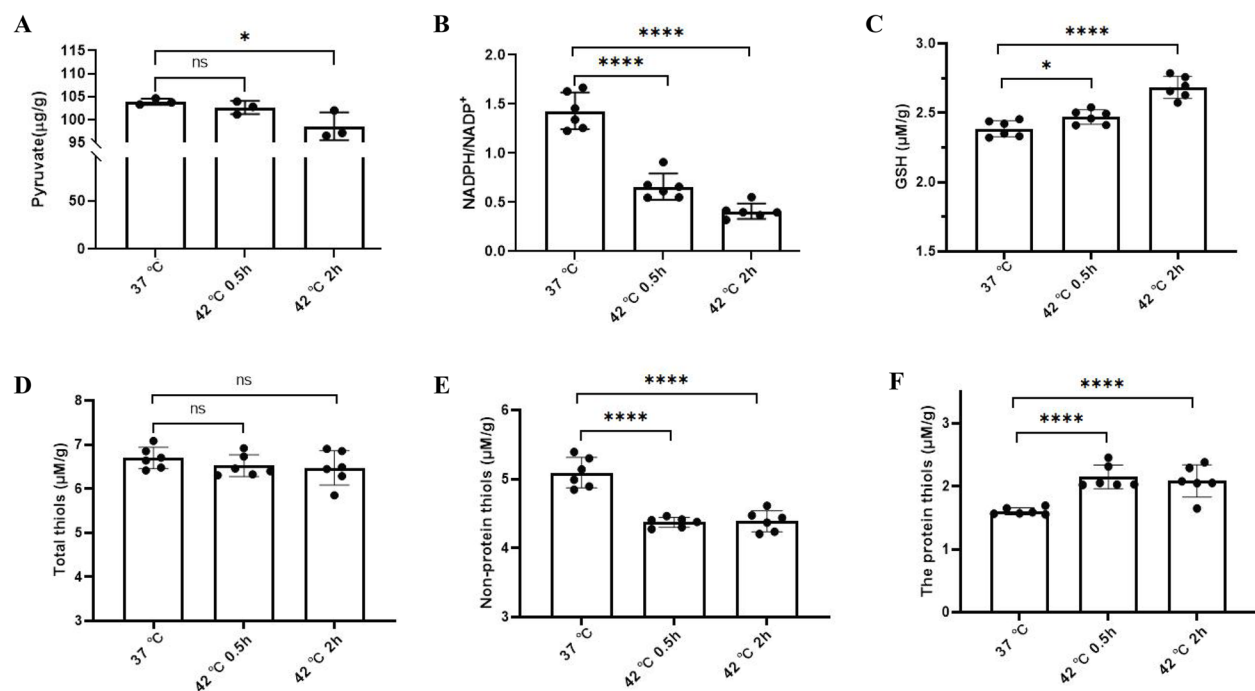 A
Pyruvate(μg/g)
115
110
105
100
95
50
0
ns
*
37 °C
42 °C 0.5h
42 °C 2h
B
NADPH/NADP⁺
2.0
1.5
1.0
0.5
0.0
****
****
37 °C
42 °C 0.5h
42 °C 2h
C
GSH (μM/g)
3.0
2.5
2.0
1.5
****
*
37 °C
42 °C 0.5h
42 °C 2h
D
Total thiols (μM/g)
8
7
6
5
4
3
ns
ns
37 °C
42 °C 0.5h
42 °C 2h
E
Non-protein thiols (μM/g)
6
5
4
3
****
****
37 °C
42 °C 0.5h
42 °C 2h
F
The protein thiols (μM/g)
3
2
1
0
****
****
37 °C
42 °C 0.5h
42 °C 2h